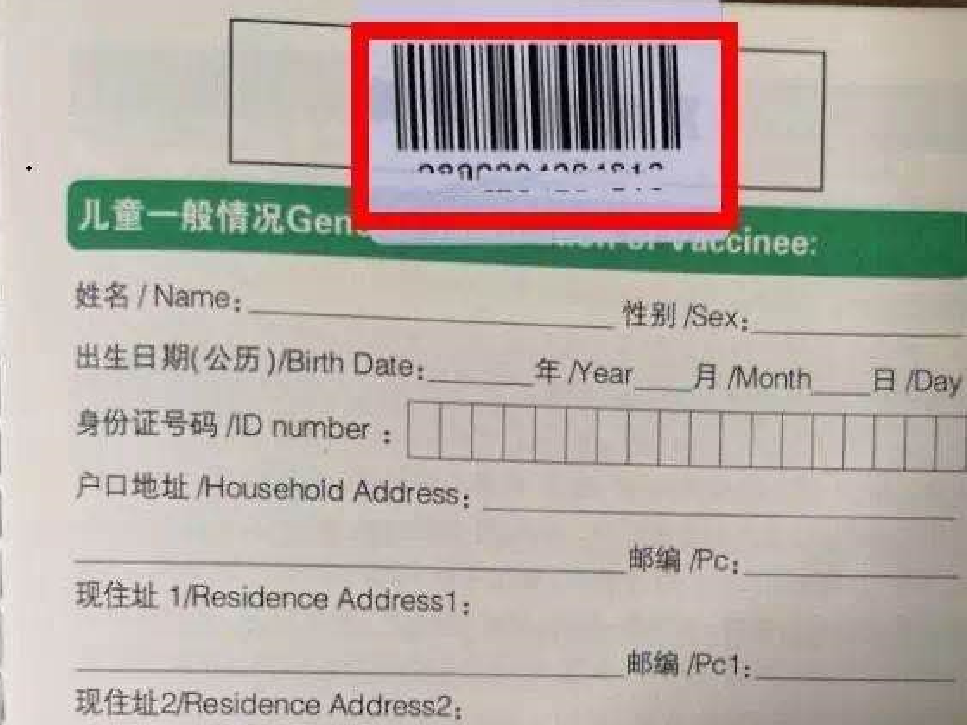 儿童一般情况 Vaccinee:
姓名 / Name: 性别 /Sex:
出生日期(公历)/Birth Date: 年 /Year 月 /Month 日 /Day
身份证号码 /ID number :
户口地址 /Household Address:
邮编 /Pc:
现住址 1/Residence Address1:
邮编 /Pc1:
现住址2/Residence Address2: